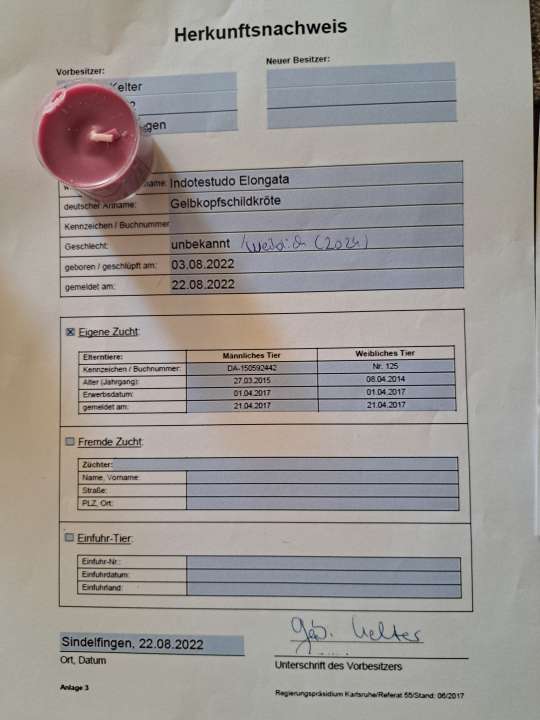 Herkunftsnachweis
Vorbesitzer:
Neuer Besitzer:
Kelter
2
gen
name: Indotestudo Elongata
deutscher Artname: Gelbkopfschildkröte
Kennzeichen / Buchnummer
Geschlecht: unbekannt / weiblich (2024)
geboren / geschlüpft am: 03.08.2022
gemeldet am: 22.08.2022
Eigene Zucht:
Elterntiere: Männliches Tier Weibliches Tier
Kennzeichen / Buchnummer: DA-150592442 Nr. 125
Alter (Jahrgang): 27.03.2015 08.04.2014
Erwerbsdatum: 01.04.2017 01.04.2017
gemeldet am: 21.04.2017 21.04.2017
Fremde Zucht:
Züchter:
Name, Vorname:
Straße:
PLZ, Ort:
Einfuhr-Tier:
Einfuhr-Nr.:
Einfuhrdatum:
Einfuhrland:
Sindelfingen, 22.08.2022
Ort, Datum
Gab. Kelter
Unterschrift des Vorbesitzers
Anlage 3
Regierungspräsidium Karlsruhe/Referat 55/Stand: 06/2017